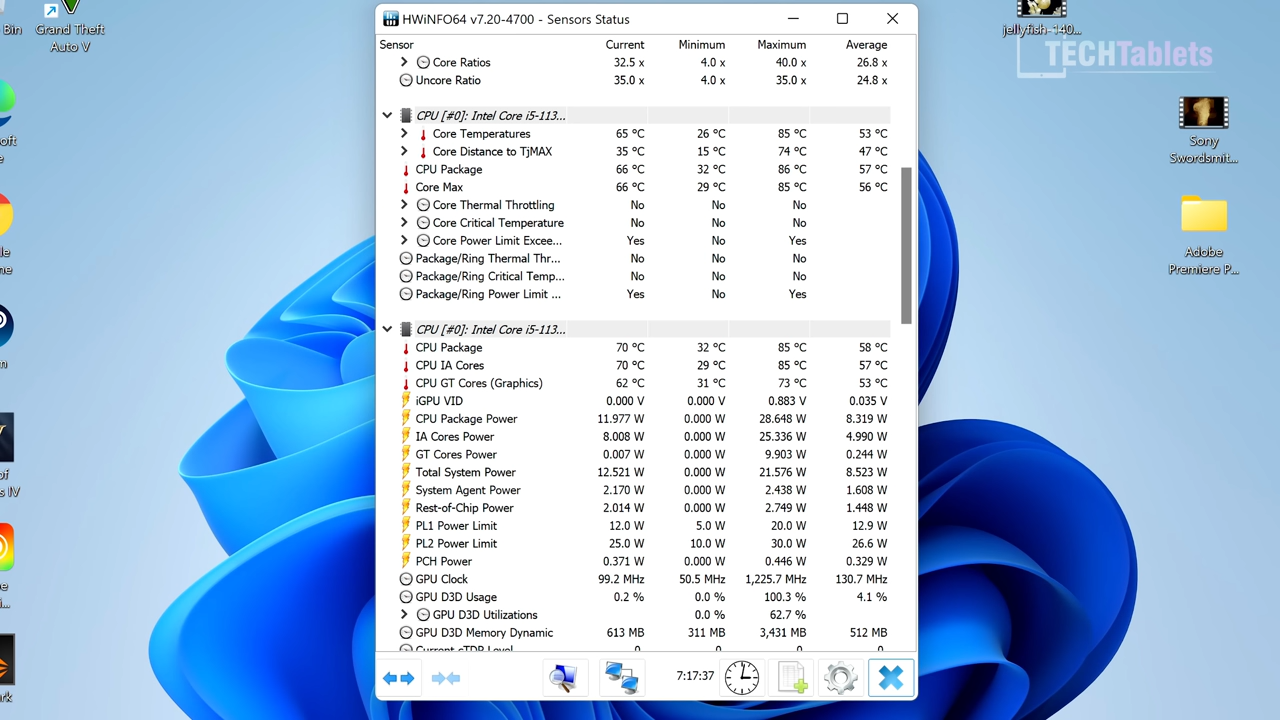 Bin
Grand Theft
Auto V
HWiNFO64 v7.20-4700 - Sensors Status
jellyfish-140...
TECHTablets
Sensor Current Minimum Maximum Average
Core Ratios 32.5 x 4.0 x 40.0 x 26.8 x
Uncore Ratio 35.0 x 4.0 x 35.0 x 24.8 x
CPU [#0]: Intel Core i5-113...
Core Temperatures 65 °C 26 °C 85 °C 53 °C
Core Distance to TjMAX 35 °C 15 °C 74 °C 47 °C
CPU Package 66 °C 32 °C 86 °C 57 °C
Core Max 66 °C 29 °C 85 °C 56 °C
Core Thermal Throttling No No No
Core Critical Temperature No No No
Core Power Limit Excee... Yes No Yes
Package/Ring Thermal Thr... No No No
Package/Ring Critical Temp... No No No
Package/Ring Power Limit ... Yes No Yes
CPU [#0]: Intel Core i5-113...
CPU Package 70 °C 32 °C 85 °C 58 °C
CPU IA Cores 70 °C 29 °C 85 °C 57 °C
CPU GT Cores (Graphics) 62 °C 31 °C 73 °C 53 °C
iGPU VID 0.000 V 0.000 V 0.883 V 0.035 V
CPU Package Power 11.977 W 0.000 W 28.648 W 8.319 W
IA Cores Power 8.008 W 0.000 W 25.336 W 4.990 W
GT Cores Power 0.007 W 0.000 W 9.903 W 0.244 W
Total System Power 12.521 W 0.000 W 21.576 W 8.523 W
System Agent Power 2.170 W 0.000 W 2.438 W 1.608 W
Rest-of-Chip Power 2.014 W 0.000 W 2.749 W 1.448 W
PL1 Power Limit 12.0 W 5.0 W 20.0 W 12.9 W
PL2 Power Limit 25.0 W 10.0 W 30.0 W 26.6 W
PCH Power 0.371 W 0.000 W 0.446 W 0.329 W
GPU Clock 99.2 MHz 50.5 MHz 1,225.7 MHz 130.7 MHz
GPU D3D Usage 0.2 % 0.0 % 100.3 % 4.1 %
GPU D3D Utilizations 0.0 % 62.7 %
GPU D3D Memory Dynamic 613 MB 311 MB 3,431 MB 512 MB
Current cTDP Level 0 0 0 0
7:17:37
Sony
Swordsmit...
Adobe
Premiere P...